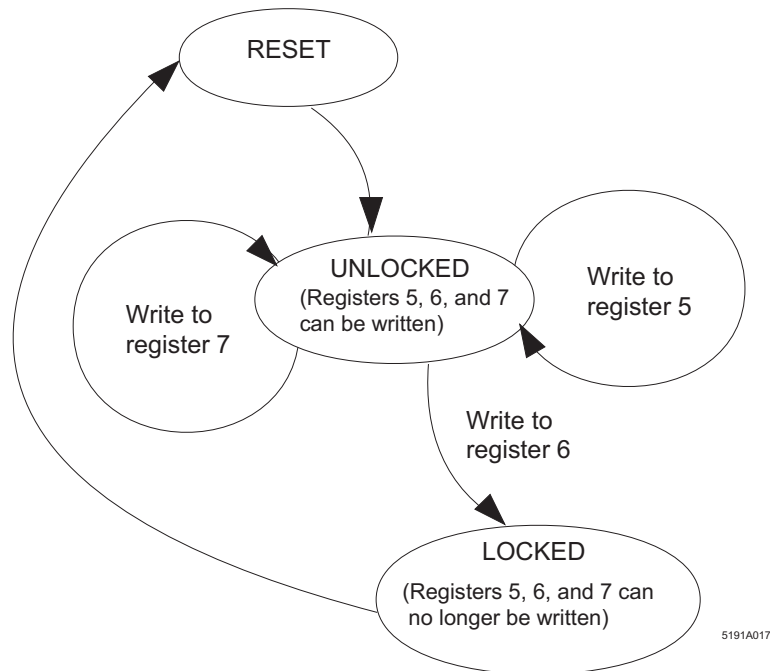 RESET
UNLOCKED
(Registers 5, 6, and 7
can be written)
Write to
register 5
Write to
register 7
Write to
register 6
LOCKED
(Registers 5, 6, and 7 can
no longer be written)
5191A017